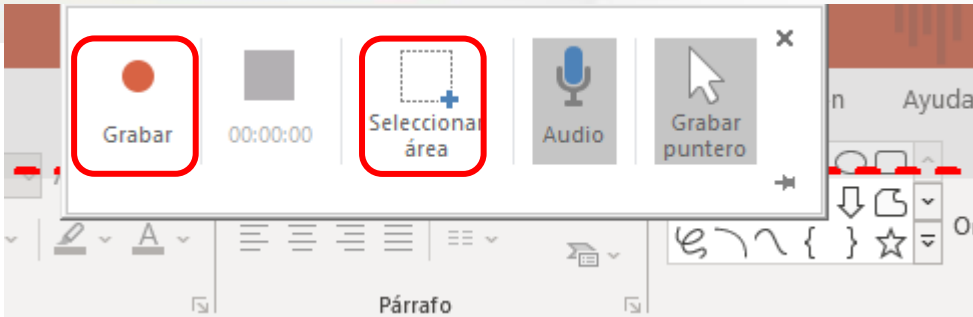 Grabar
00:00:00
Seleccionar
área
Audio
Grabar
puntero
n
Ayuda
Párrafo